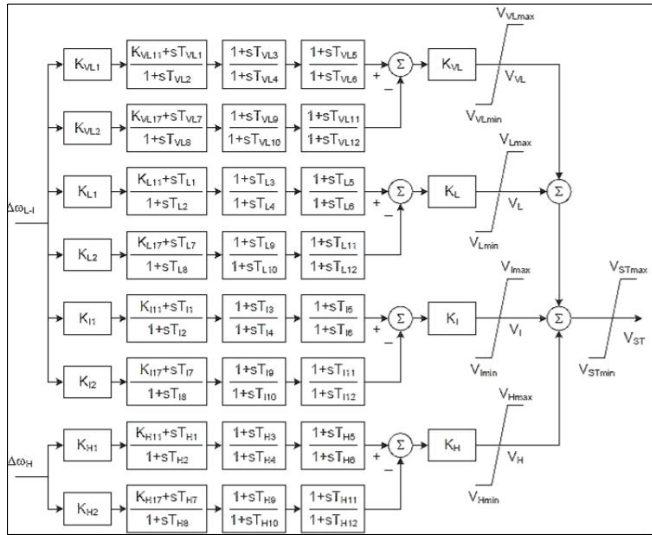 V_VLmax
K_VL1 K_VL11+sT_VL1 1+sT_VL3 1+sT_VL5
1+sT_VL2 1+sT_VL4 1+sT_VL6
+ Σ K_VL V_VL
−
K_VL2 K_VL17+sT_VL7 1+sT_VL9 1+sT_VL11
1+sT_VL8 1+sT_VL10 1+sT_VL12
V_VLmin
V_Lmax
K_L1 K_L11+sT_L1 1+sT_L3 1+sT_L5
1+sT_L2 1+sT_L4 1+sT_L6
+ Σ K_L V_L Σ
−
Δω_L-I
K_L2 K_L17+sT_L7 1+sT_L9 1+sT_L11
1+sT_L8 1+sT_L10 1+sT_L12
V_Lmin
V_Imax
V_STmax
K_I1 K_I11+sT_I1 1+sT_I3 1+sT_I5
1+sT_I2 1+sT_I4 1+sT_I6
+ Σ K_I V_I Σ V_ST
−
K_I2 K_I17+sT_I7 1+sT_I9 1+sT_I11
1+sT_I8 1+sT_I10 1+sT_I12
V_Imin
V_STmin
V_Hmax
K_H1 K_H11+sT_H1 1+sT_H3 1+sT_H5
1+sT_H2 1+sT_H4 1+sT_H6
+ Σ K_H V_H
−
Δω_H
K_H2 K_H17+sT_H7 1+sT_H9 1+sT_H11
1+sT_H8 1+sT_H10 1+sT_H12
V_Hmin